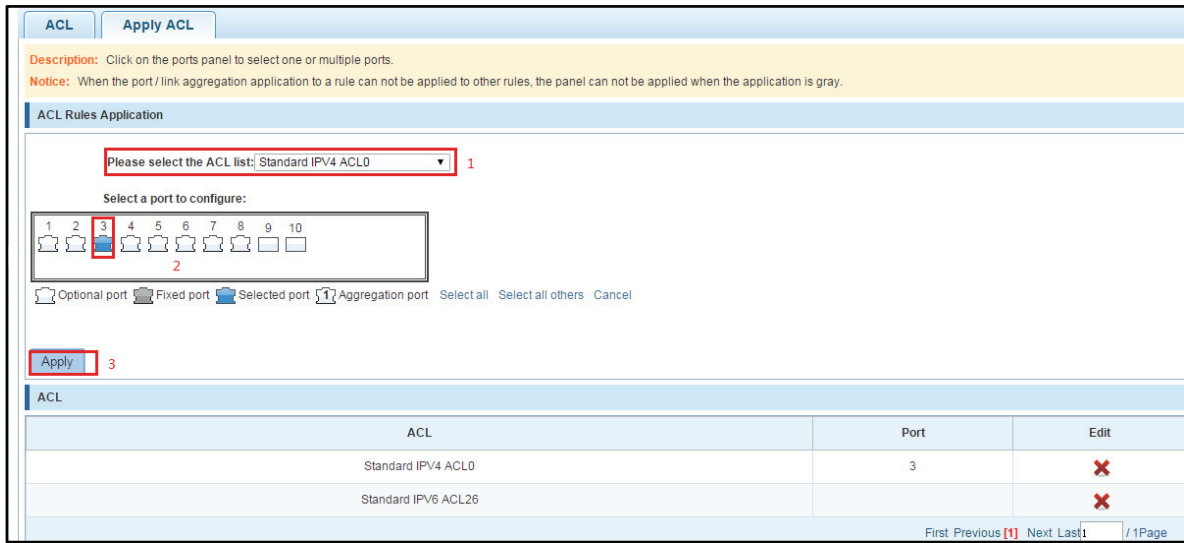 ACL Apply ACL
Description: Click on the ports panel to select one or multiple ports.
Notice: When the port / link aggregation application to a rule can not be applied to other rules, the panel can not be applied when the application is gray.
ACL Rules Application
Please select the ACL list: Standard IPV4 ACL0 ▼ 1
Select a port to configure:
1 2 3 4 5 6 7 8 9 10
2
Optional port Fixed port Selected port 1 Aggregation port Select all Select all others Cancel
Apply 3
ACL
ACL Port Edit
Standard IPV4 ACL0 3
Standard IPV6 ACL26
First Previous [1] Next Last 1 / 1Page